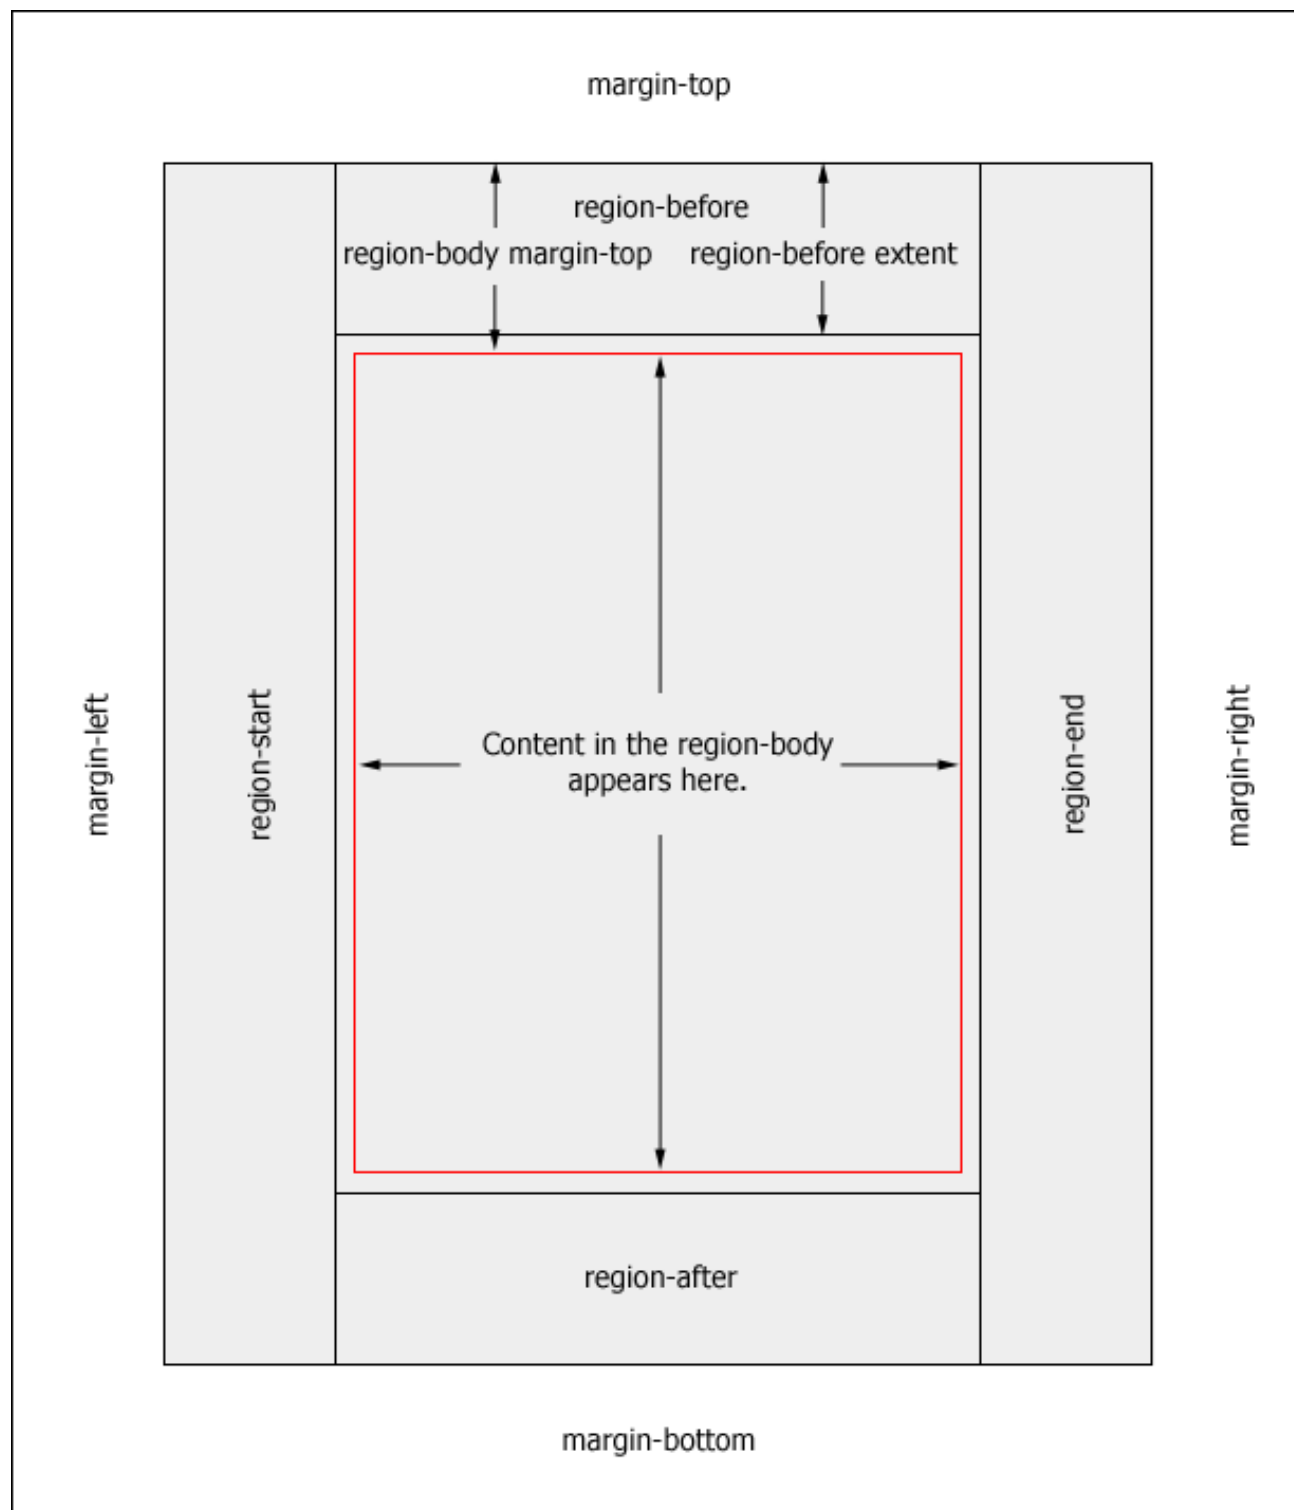 margin-top
region-before
region-body margin-top
region-before extent
margin-left
region-start
Content in the region-body
appears here.
region-end
margin-right
region-after
margin-bottom